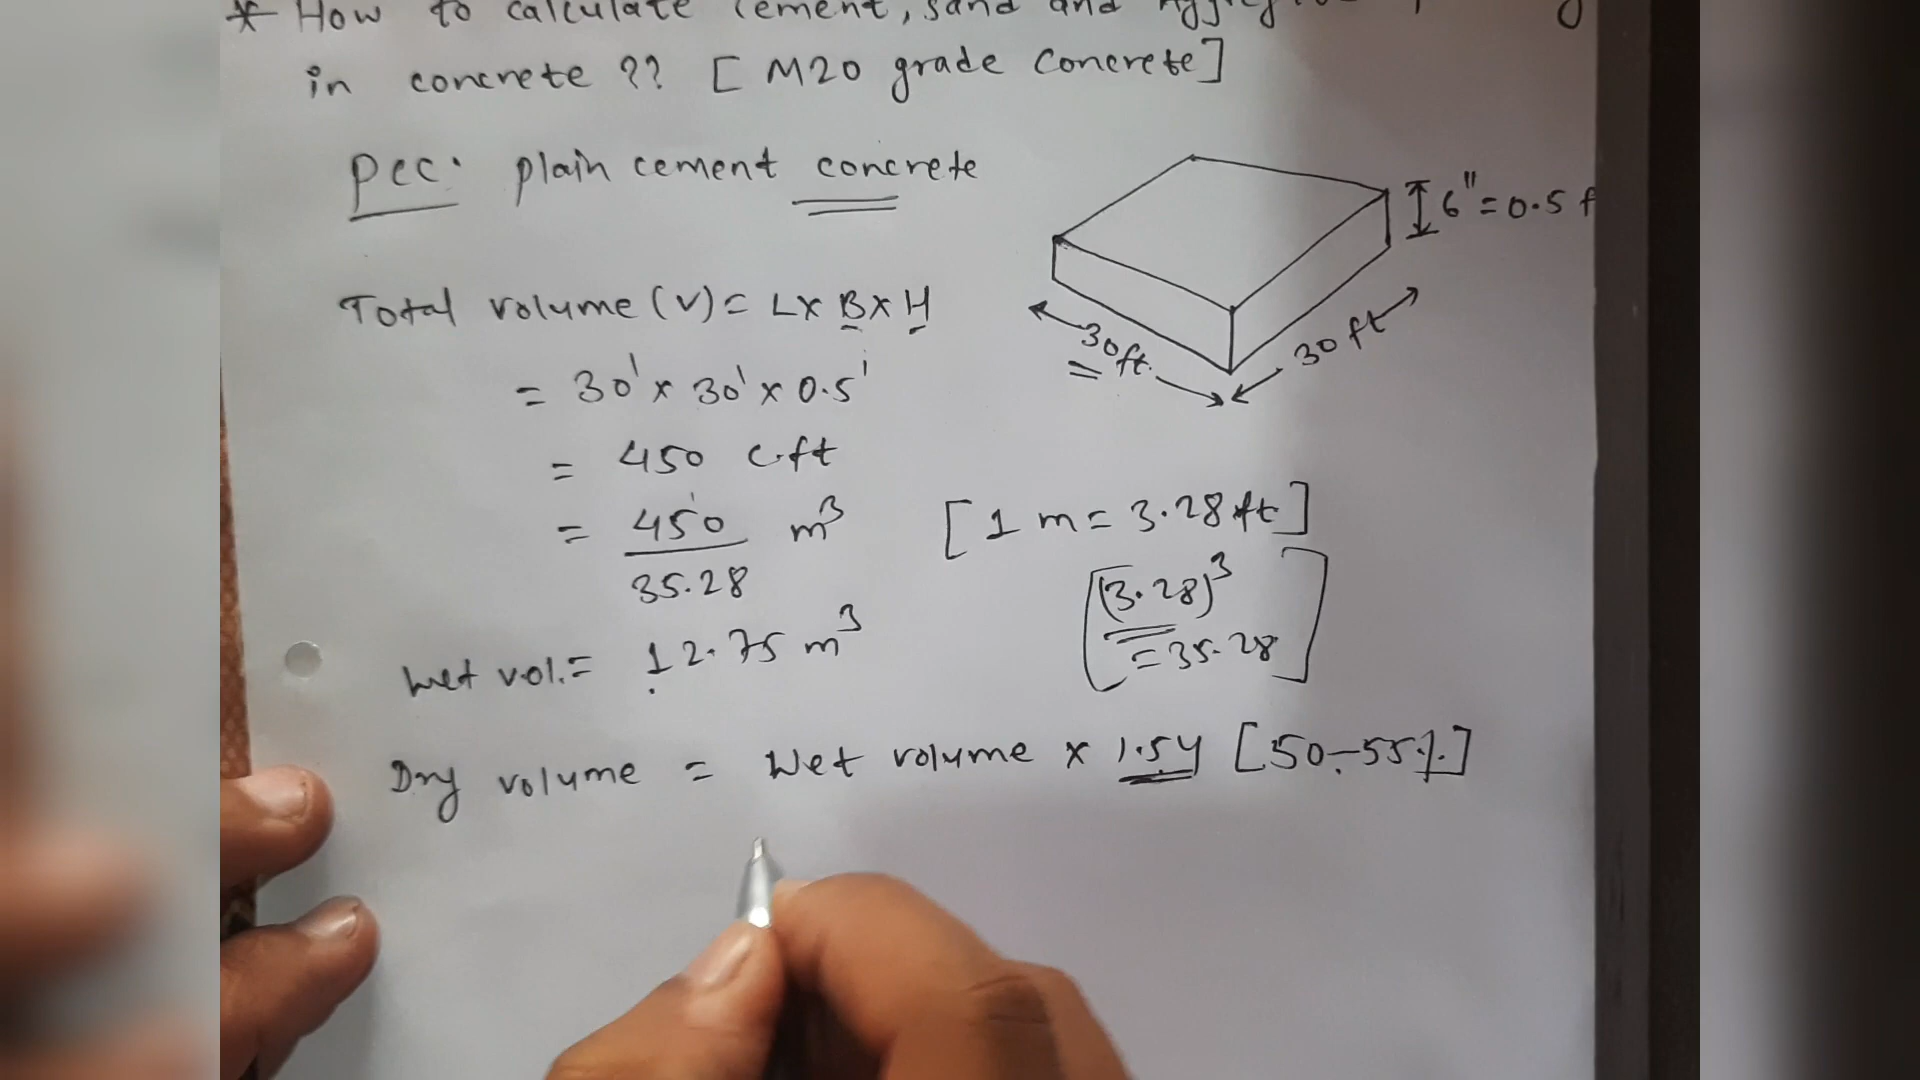 * How to calculate cement, sand and
in concrete ?? [ M20 grade concrete]
Pcc. plain cement concrete
6" = 0.5 f
Total volume (v) = L x B x H
30 ft.
30 ft
= 30' x 30' x 0.5'
= 450 c.ft
= 450 m³ [1 m = 3.28 ft]
35.28
(3.28)³
= 35.28
wet vol. = 12.75 m³
Dry volume = Wet volume x 1.54 [50-55%]